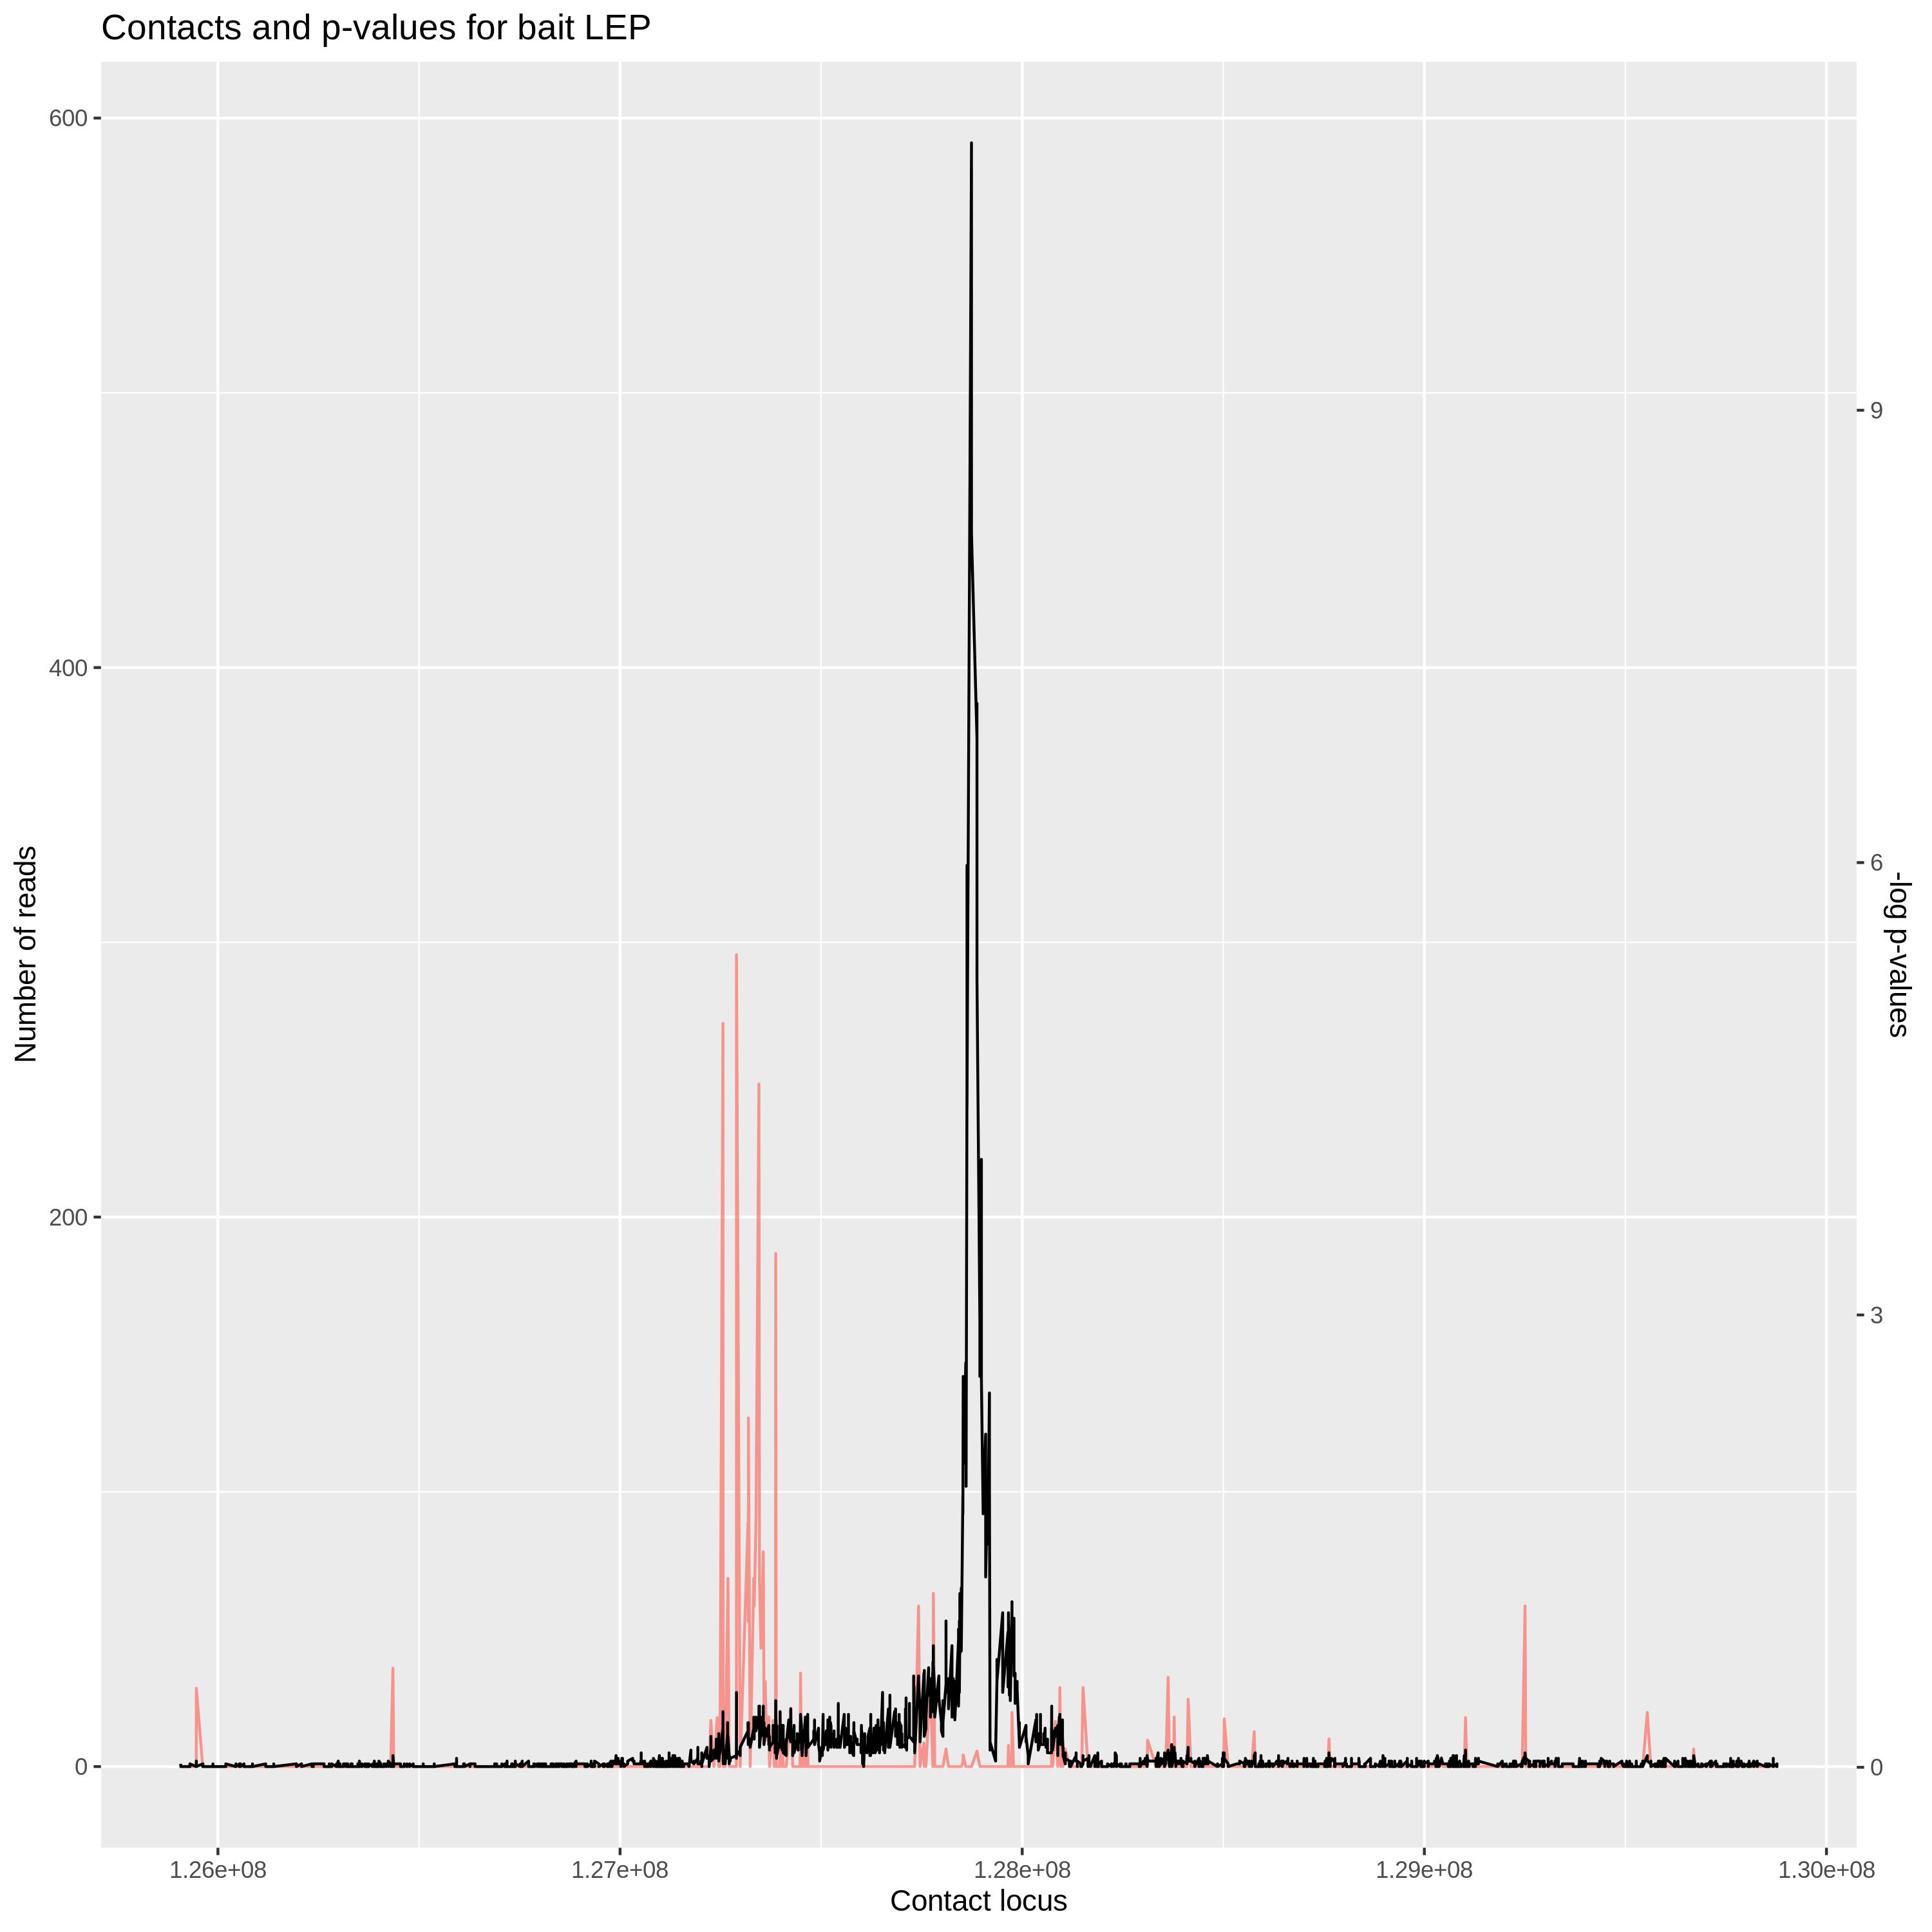 Contacts and p-values for bait LEP
600
400
200
0
Number of reads
9
6
3
0
-log p-values
1.26e+08
1.27e+08
1.28e+08
1.29e+08
1.30e+08
Contact locus